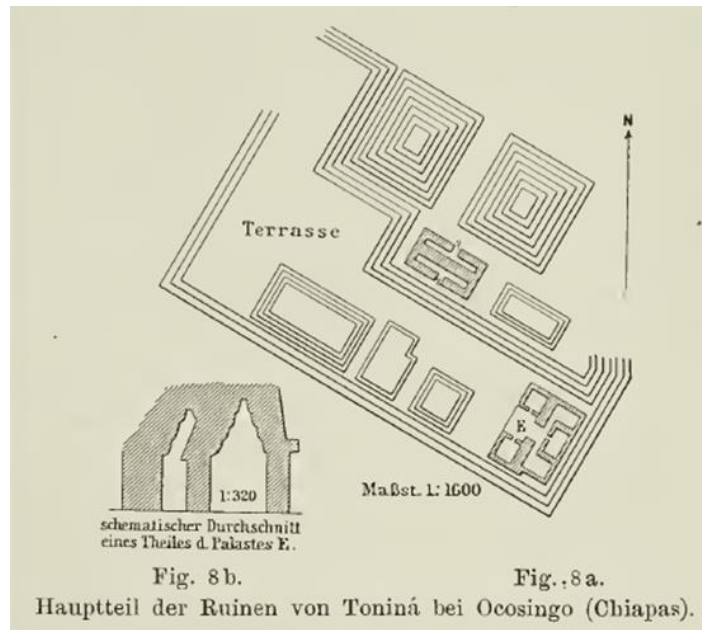 N
Terrasse
E
1:320
Maßst. 1: 1600
schematischer Durchschnitt
eines Theiles d. Palastes E.
Fig. 8b.
Fig. 8a.
Hauptteil der Ruinen von Toniná bei Ocosingo (Chiapas).